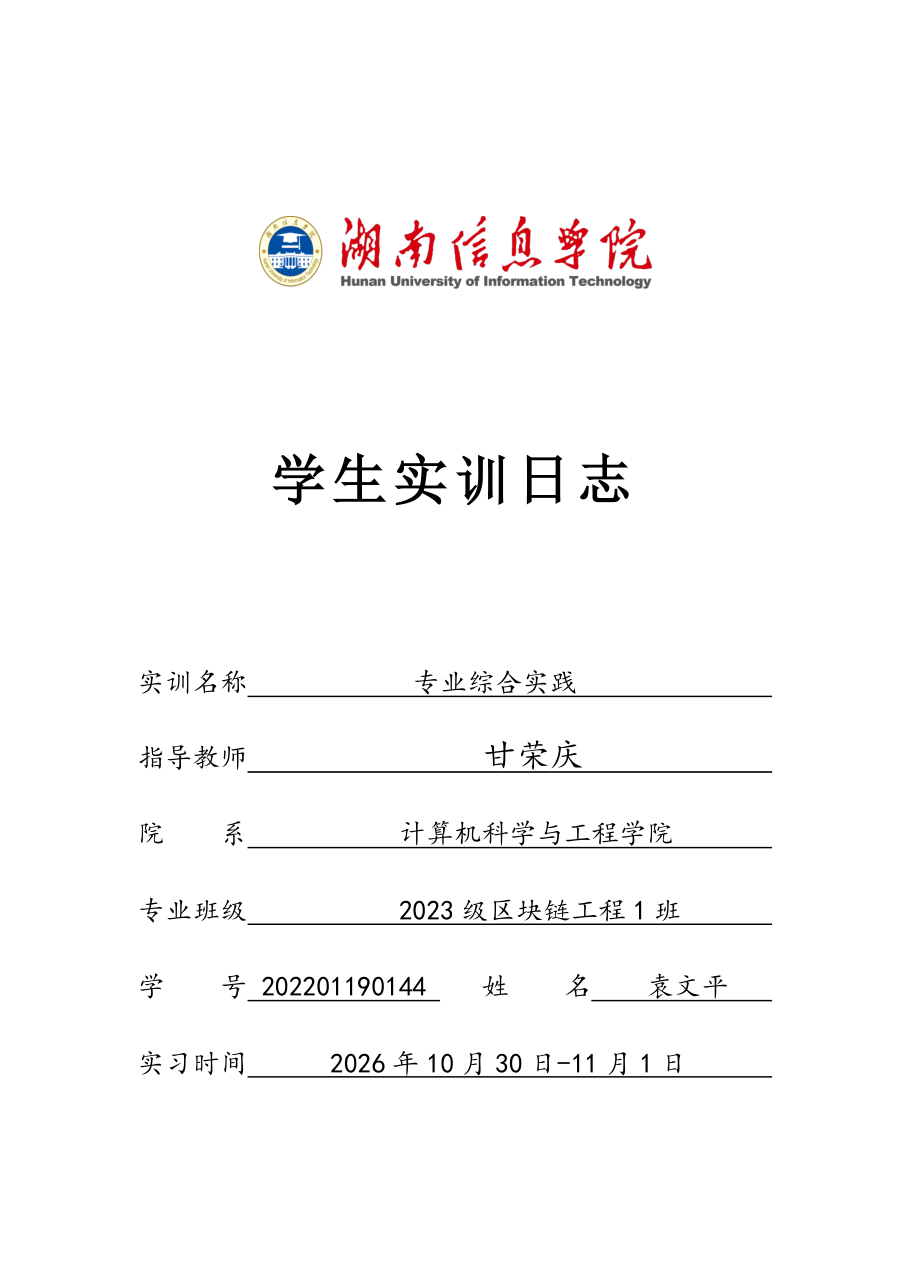 湖南信息学院
Hunan University of Information Technology
学生实训日志
实训名称 专业综合实践
指导教师 甘荣庆
院 系 计算机科学与工程学院
专业班级 2023级区块链工程1班
学 号 202201190144 姓 名 袁文平
实习时间 2026年10月30日-11月1日